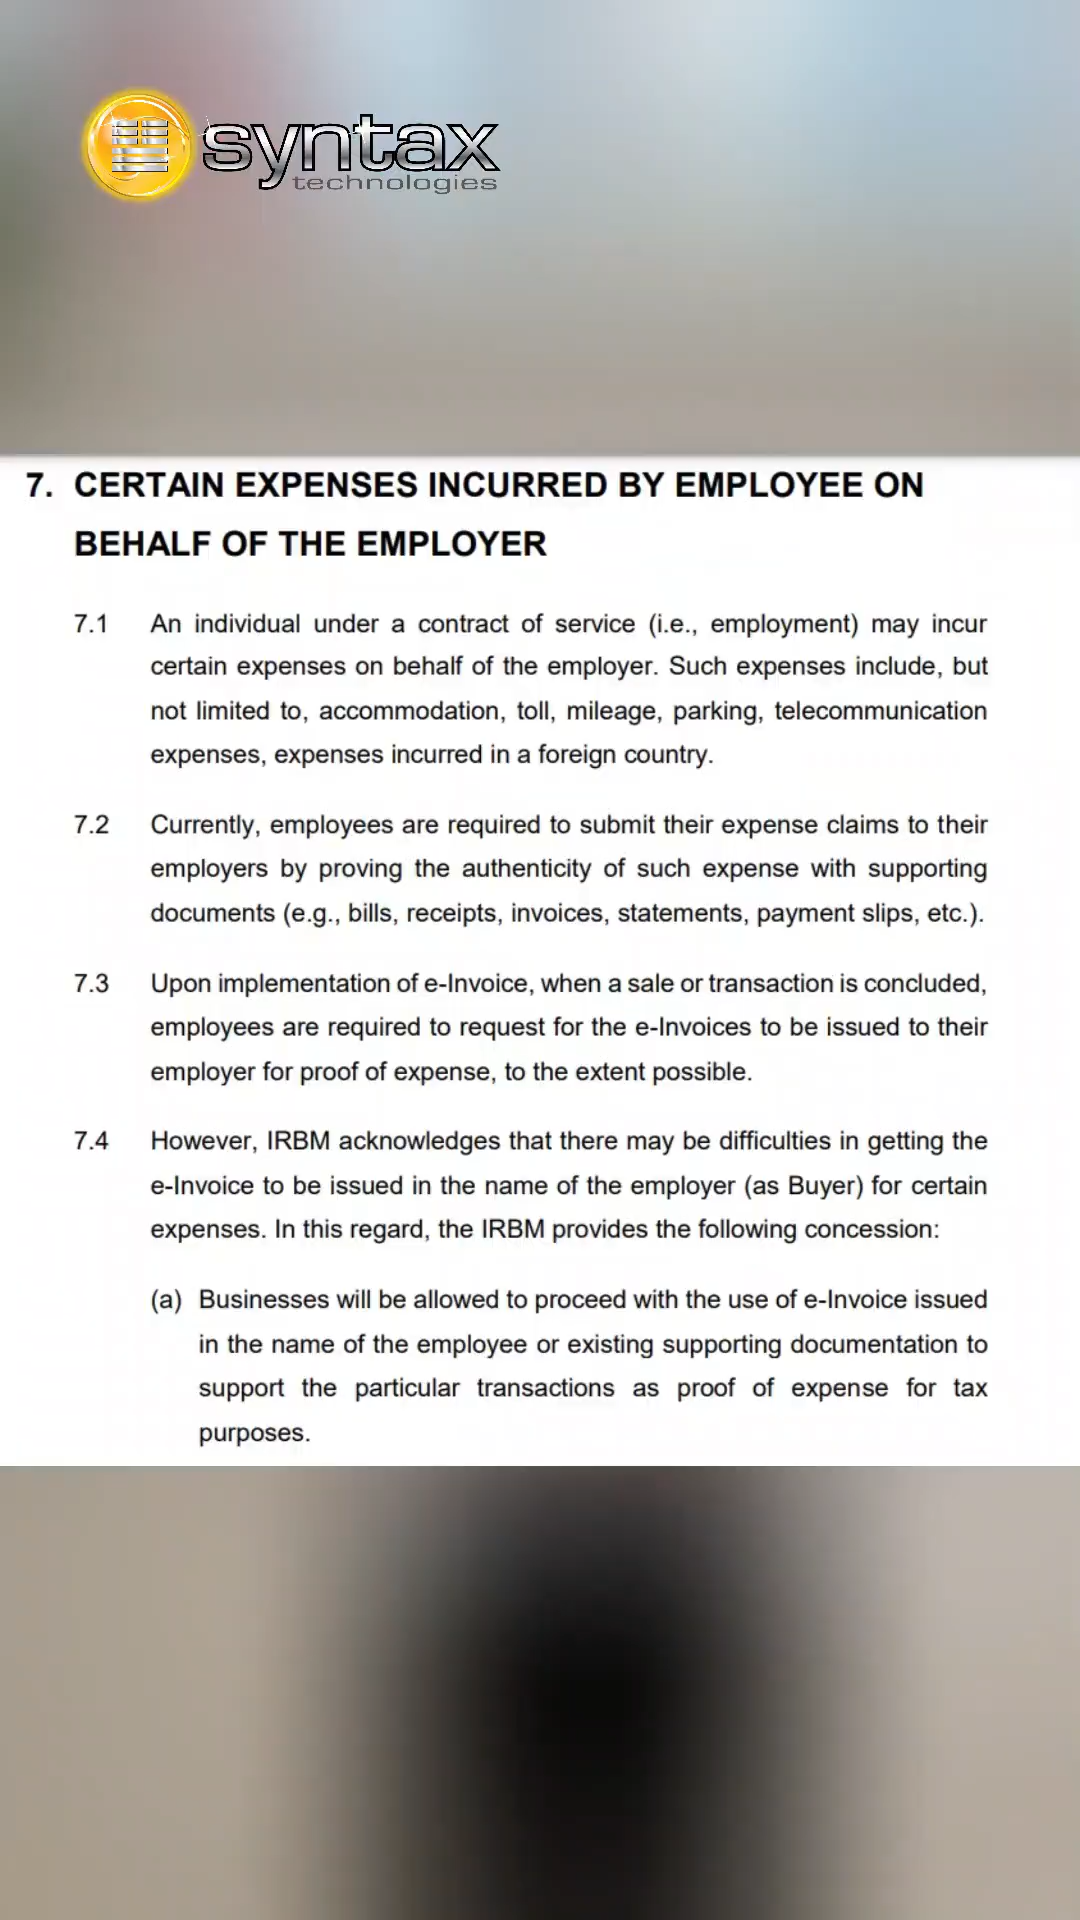 syntax
technologies
7. CERTAIN EXPENSES INCURRED BY EMPLOYEE ON
BEHALF OF THE EMPLOYER
7.1 An individual under a contract of service (i.e., employment) may incur
certain expenses on behalf of the employer. Such expenses include, but
not limited to, accommodation, toll, mileage, parking, telecommunication
expenses, expenses incurred in a foreign country.
7.2 Currently, employees are required to submit their expense claims to their
employers by proving the authenticity of such expense with supporting
documents (e.g., bills, receipts, invoices, statements, payment slips, etc.).
7.3 Upon implementation of e-Invoice, when a sale or transaction is concluded,
employees are required to request for the e-Invoices to be issued to their
employer for proof of expense, to the extent possible.
7.4 However, IRBM acknowledges that there may be difficulties in getting the
e-Invoice to be issued in the name of the employer (as Buyer) for certain
expenses. In this regard, the IRBM provides the following concession:
(a) Businesses will be allowed to proceed with the use of e-Invoice issued
in the name of the employee or existing supporting documentation to
support the particular transactions as proof of expense for tax
purposes.